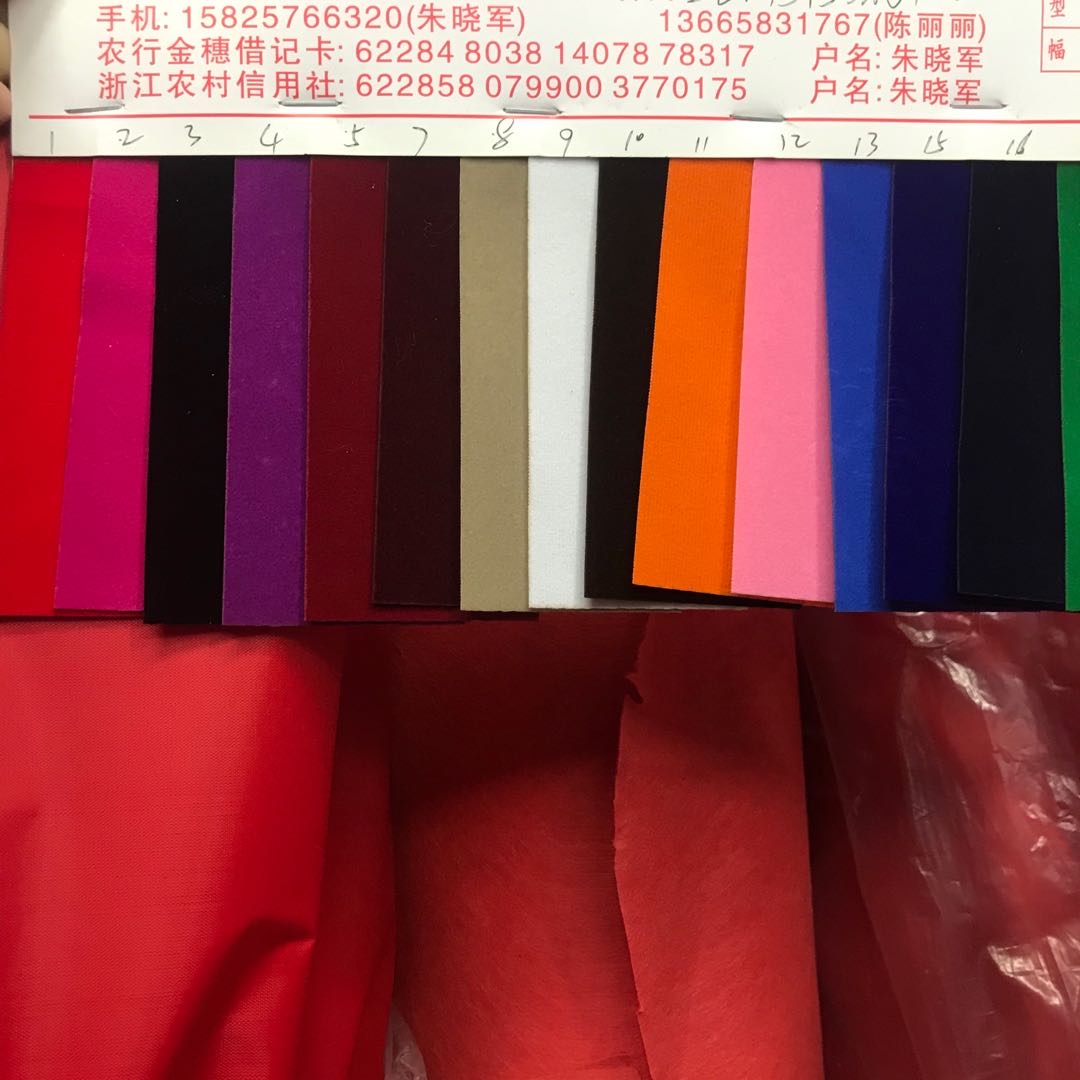 手机: 15825766320(朱晓军) 13665831767(陈丽丽)
农行金穗借记卡: 62284 8038 14078 78317 户名: 朱晓军
浙江农村信用社: 622858 079900 3770175 户名: 朱晓军
型
幅
1 2 3 4 5 7 8 9 10 11 12 13 15 16